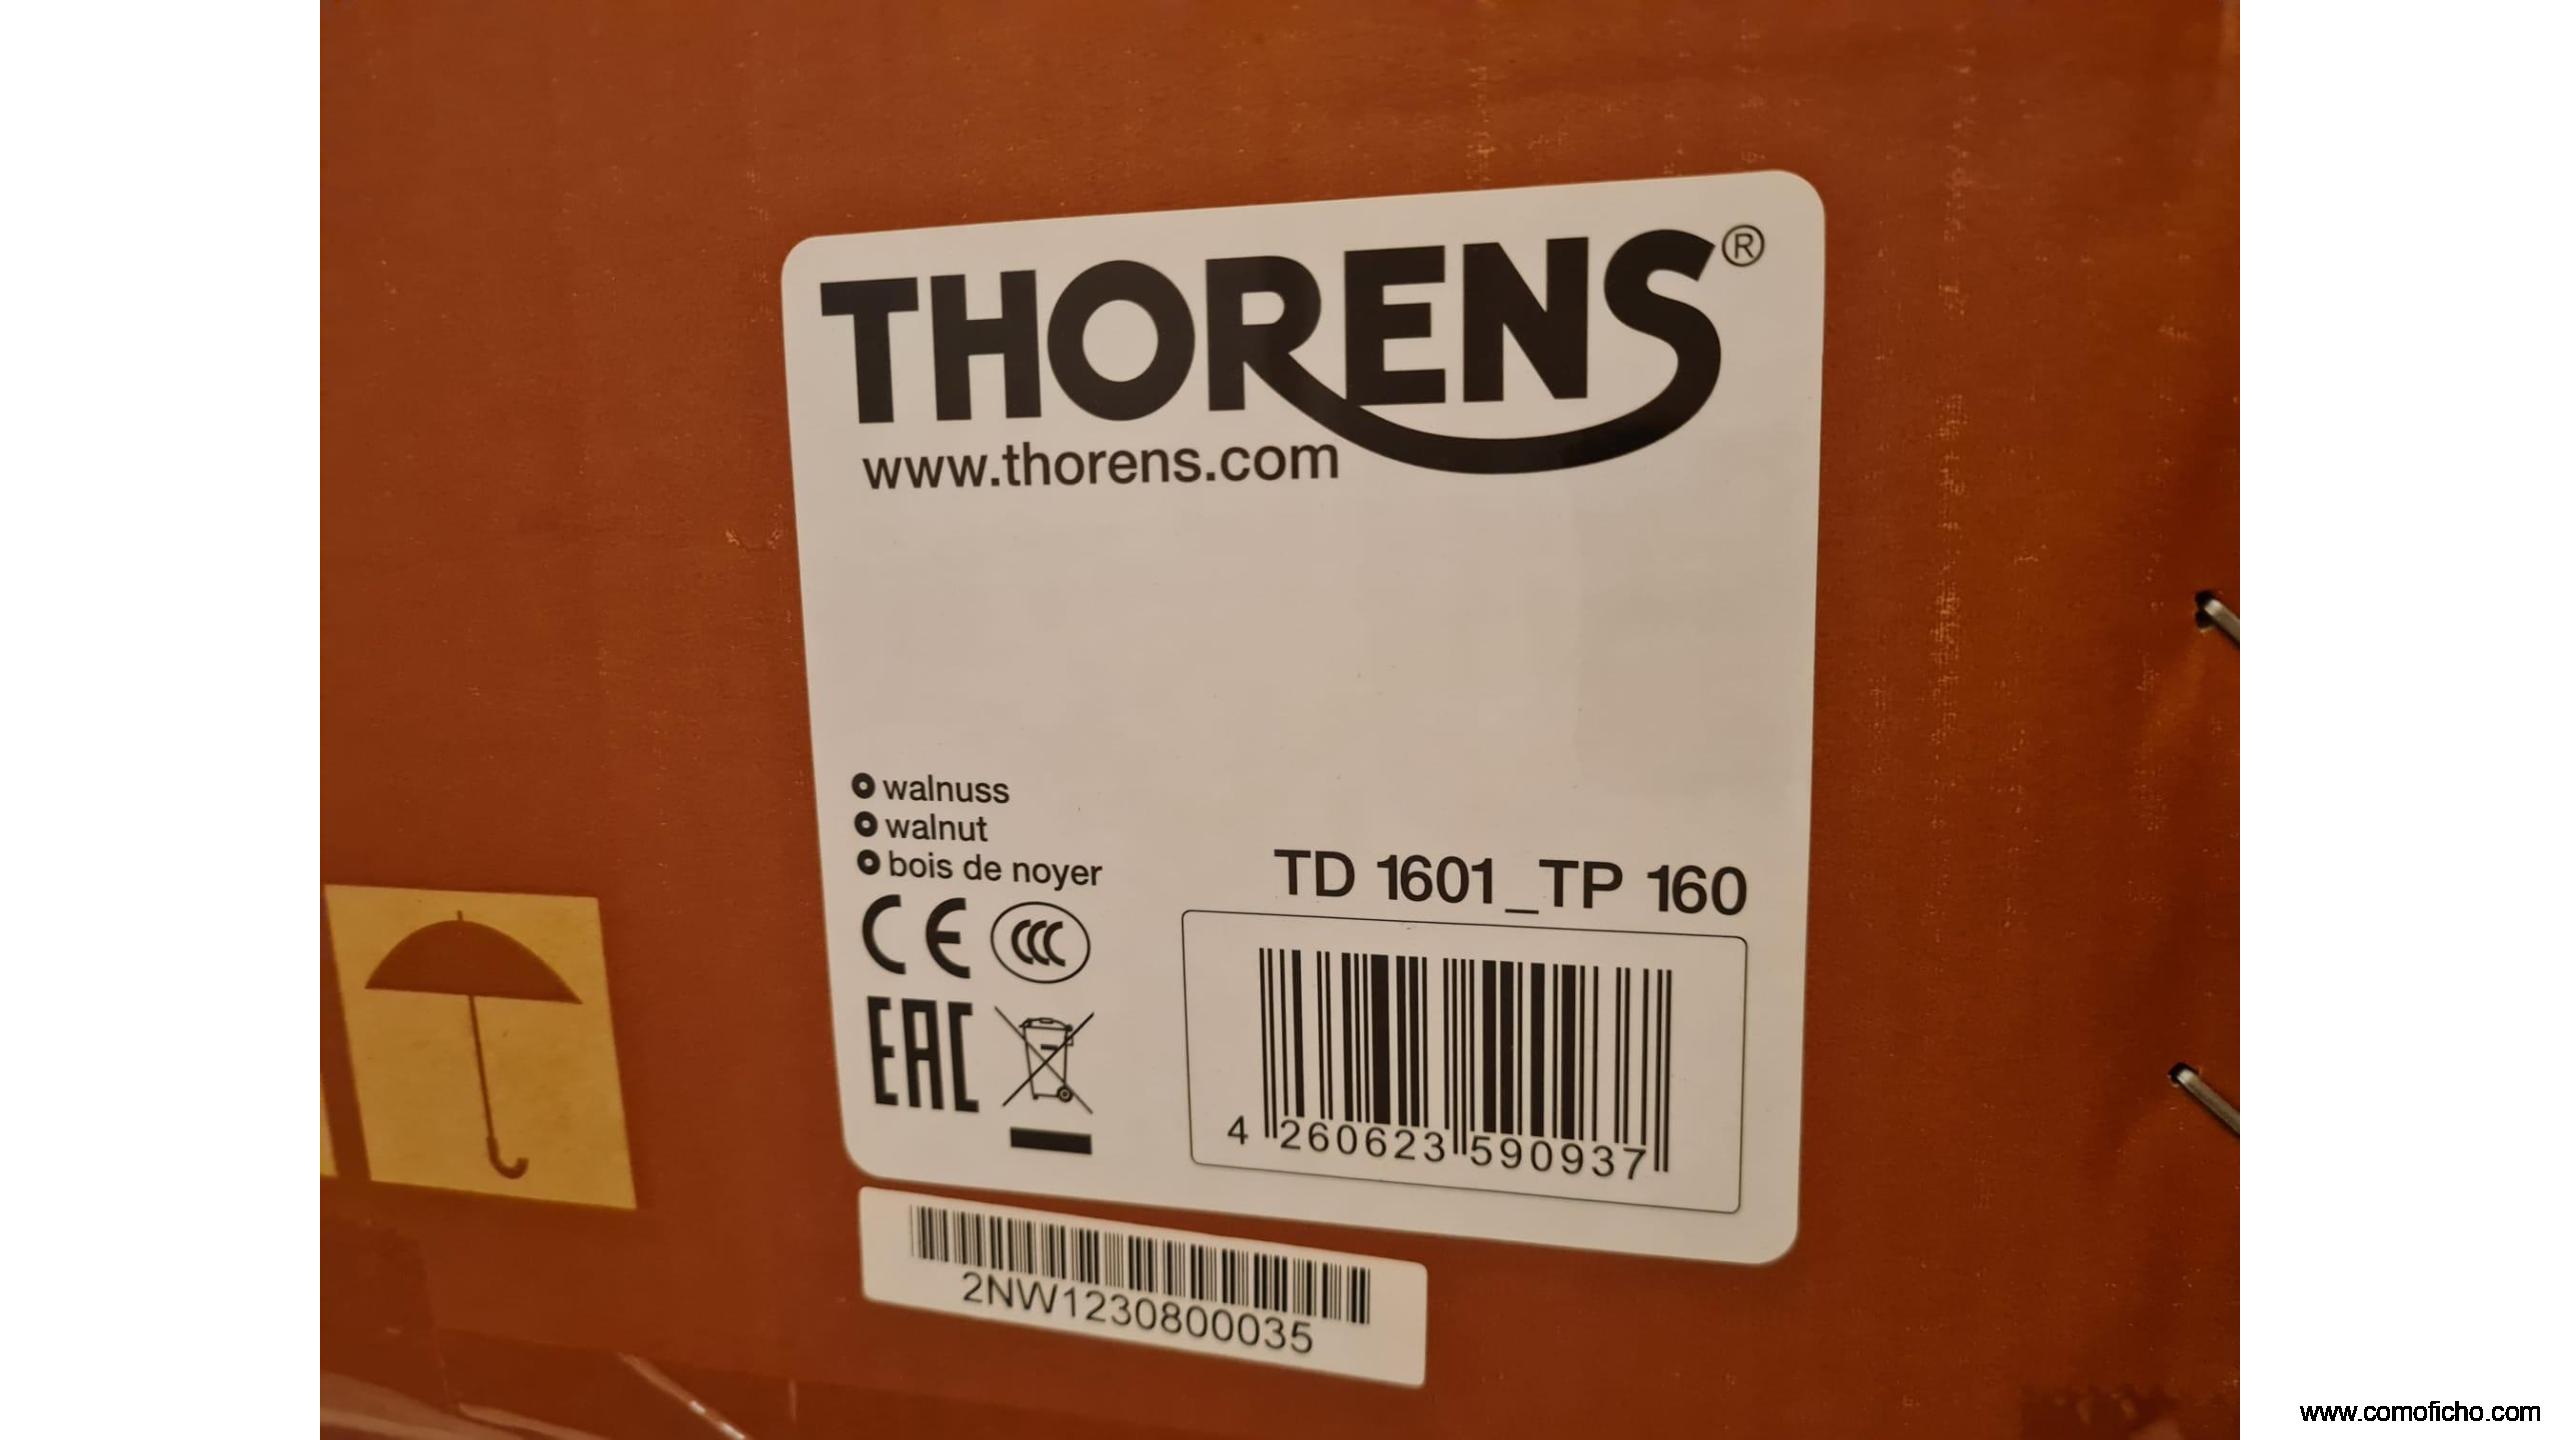 THORENS®
www.thorens.com
walnuss
walnut
bois de noyer
TD 1601_TP 160
CE CCC
EAC
4 260623 590937
2NW1230800035
www.comoficho.com